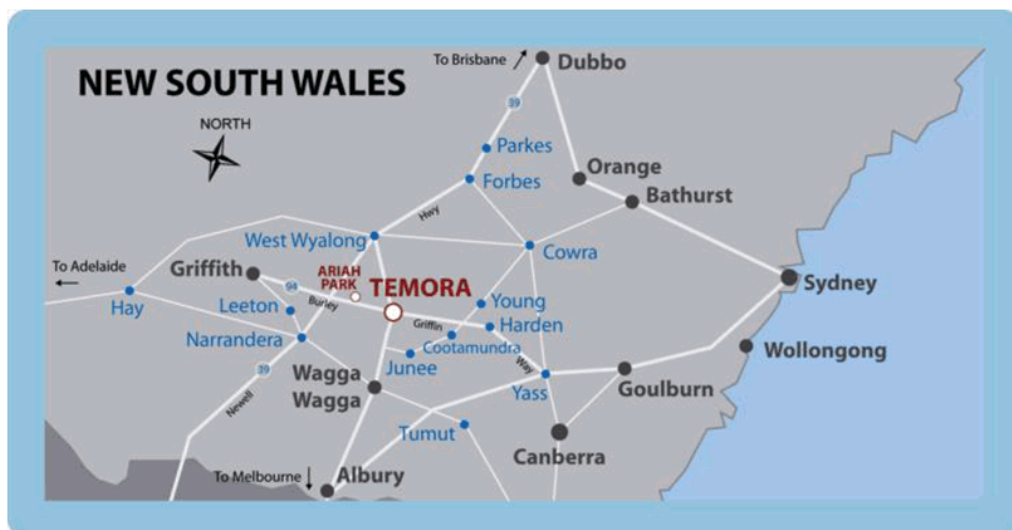 To Brisbane
Dubbo
NEW SOUTH WALES
39
NORTH
Parkes
Orange
Forbes
Bathurst
Hwy
West Wyalong
Cowra
To Adelaide
Griffith
ARIAH
PARK
TEMORA
Sydney
94
Hay
Leeton
Burley
Young
Griffin
Harden
Narrandera
Cootamundra
Wollongong
Junee
Way
39
Wagga
Wagga
Goulburn
Yass
Newell
Tumut
Canberra
To Melbourne
Albury